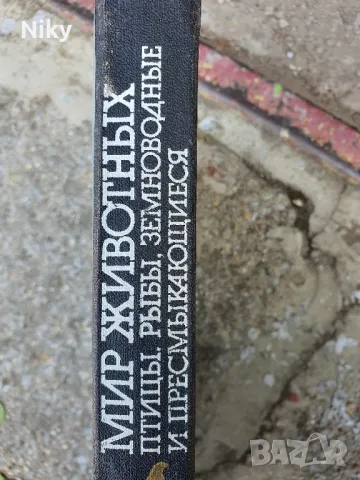 Niky
МИР ЖИВОТНЫХ
ПТИЦЫ. РЫБЫ, ЗЕМНОВОДНЫЕ
И ПРЕСМЫКАЮЩИЕСЯ
BAZAR